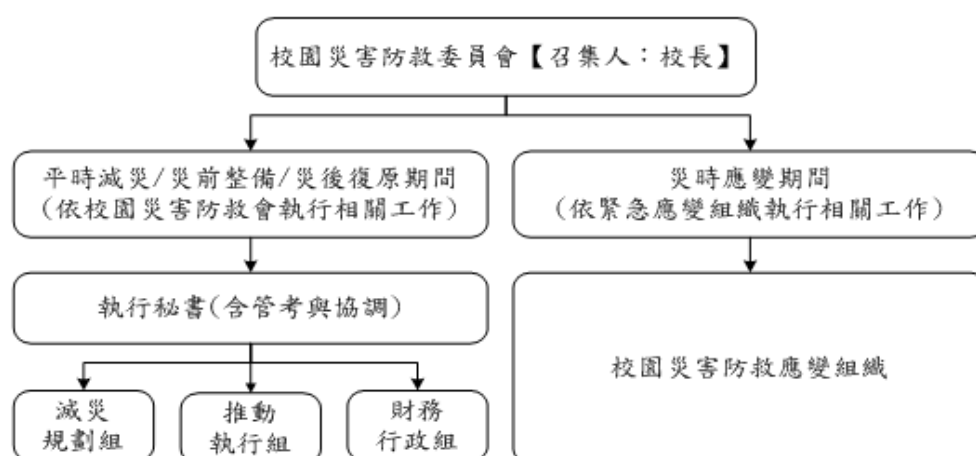 校園災害防救委員會【召集人：校長】
平時減災/災前整備/災後復原期間
（依校園災害防救會執行相關工作）
災時應變期間
（依緊急應變組織執行相關工作）
執行秘書(含管考與協調)
校園災害防救應變組織
減災
規劃組
推動
執行組
財務
行政組